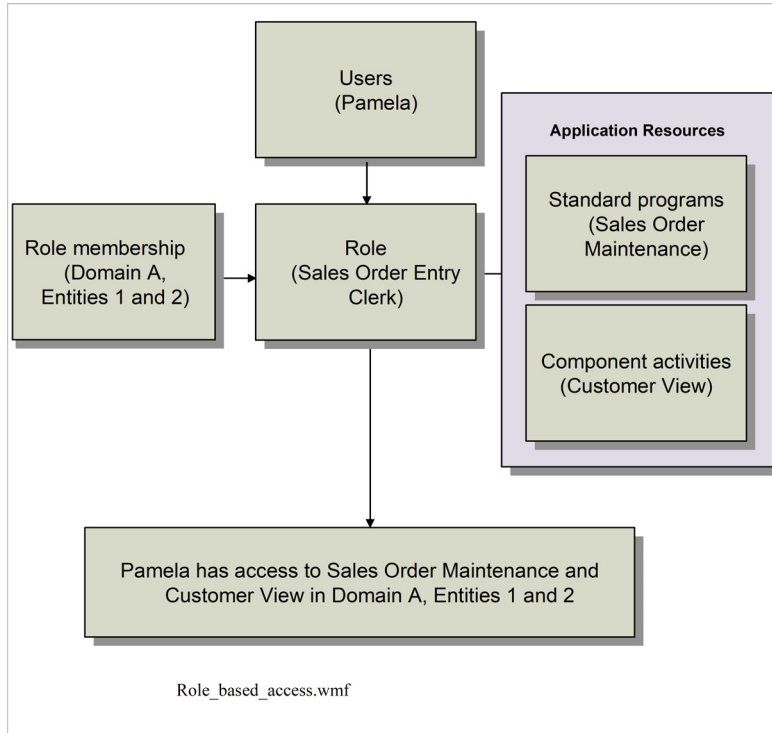 Users
(Pamela)
Application Resources
Standard programs
(Sales Order
Maintenance)
Role membership
(Domain A,
Entities 1 and 2)
Role
(Sales Order Entry
Clerk)
Component activities
(Customer View)
Pamela has access to Sales Order Maintenance and
Customer View in Domain A, Entities 1 and 2
Role_based_access.wmf